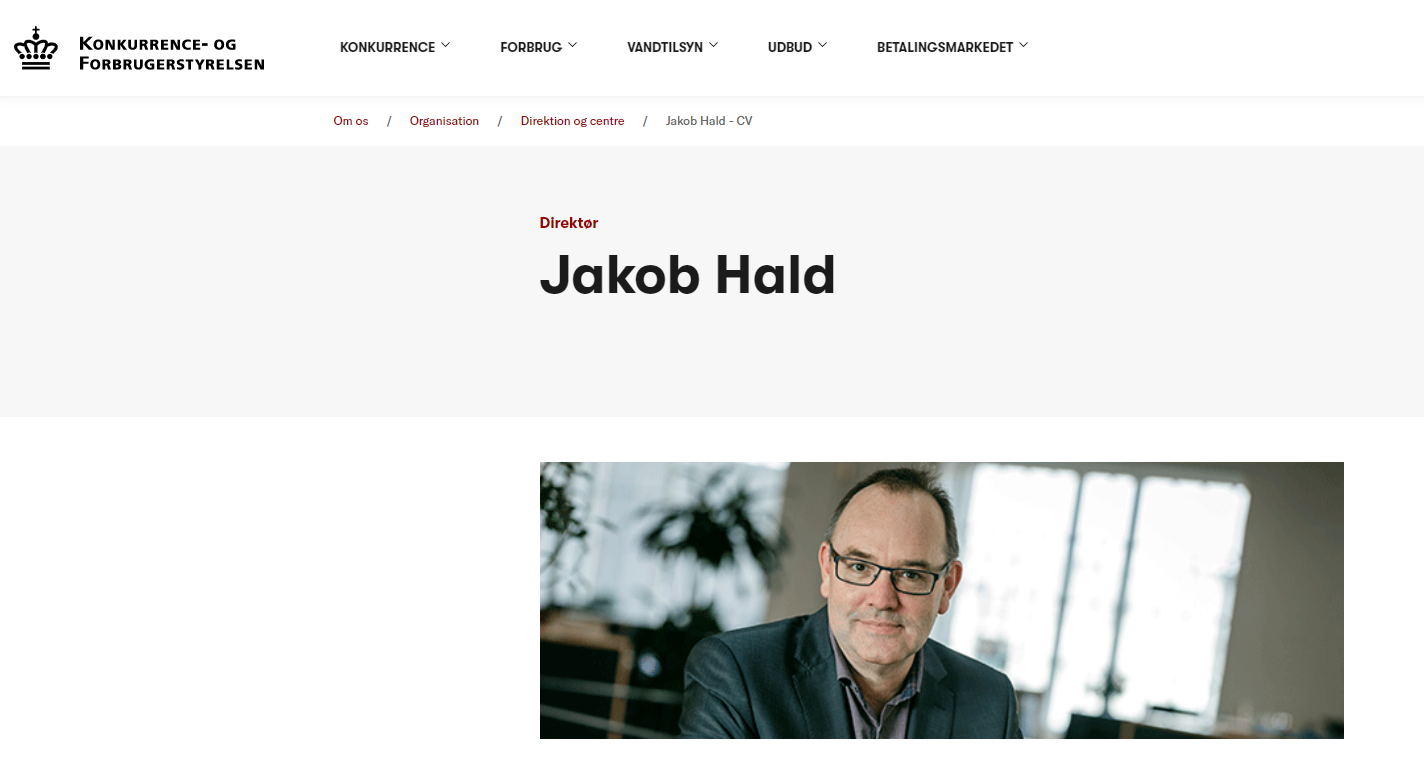 KONKURRENCE- OG
FORBRUGERSTYRELSEN
KONKURRENCE
FORBRUG
VANDTILSYN
UDBUD
BETALINGSMARKEDET
Om os / Organisation / Direktion og centre / Jakob Hald - CV
Direktør
Jakob Hald